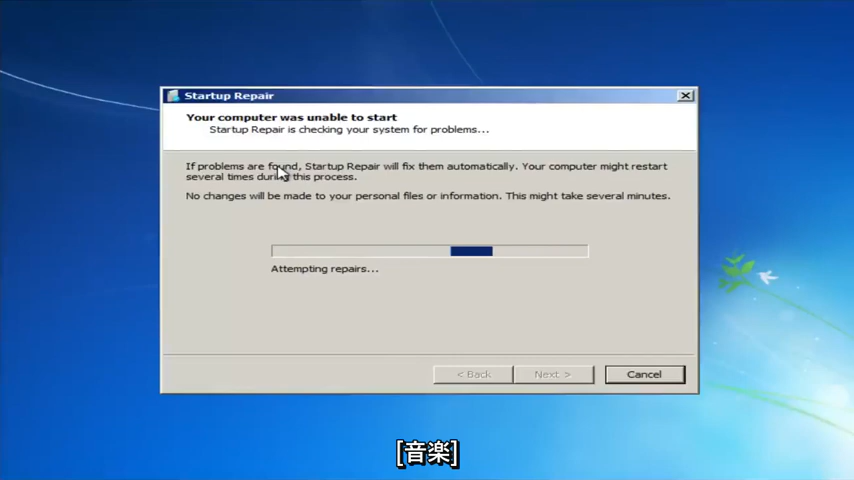 Startup Repair
Your computer was unable to start
Startup Repair is checking your system for problems...
If problems are found, Startup Repair will fix them automatically. Your computer might restart
several times during this process.
No changes will be made to your personal files or information. This might take several minutes.
Attempting repairs...
< Back
Next >
Cancel
[音楽]